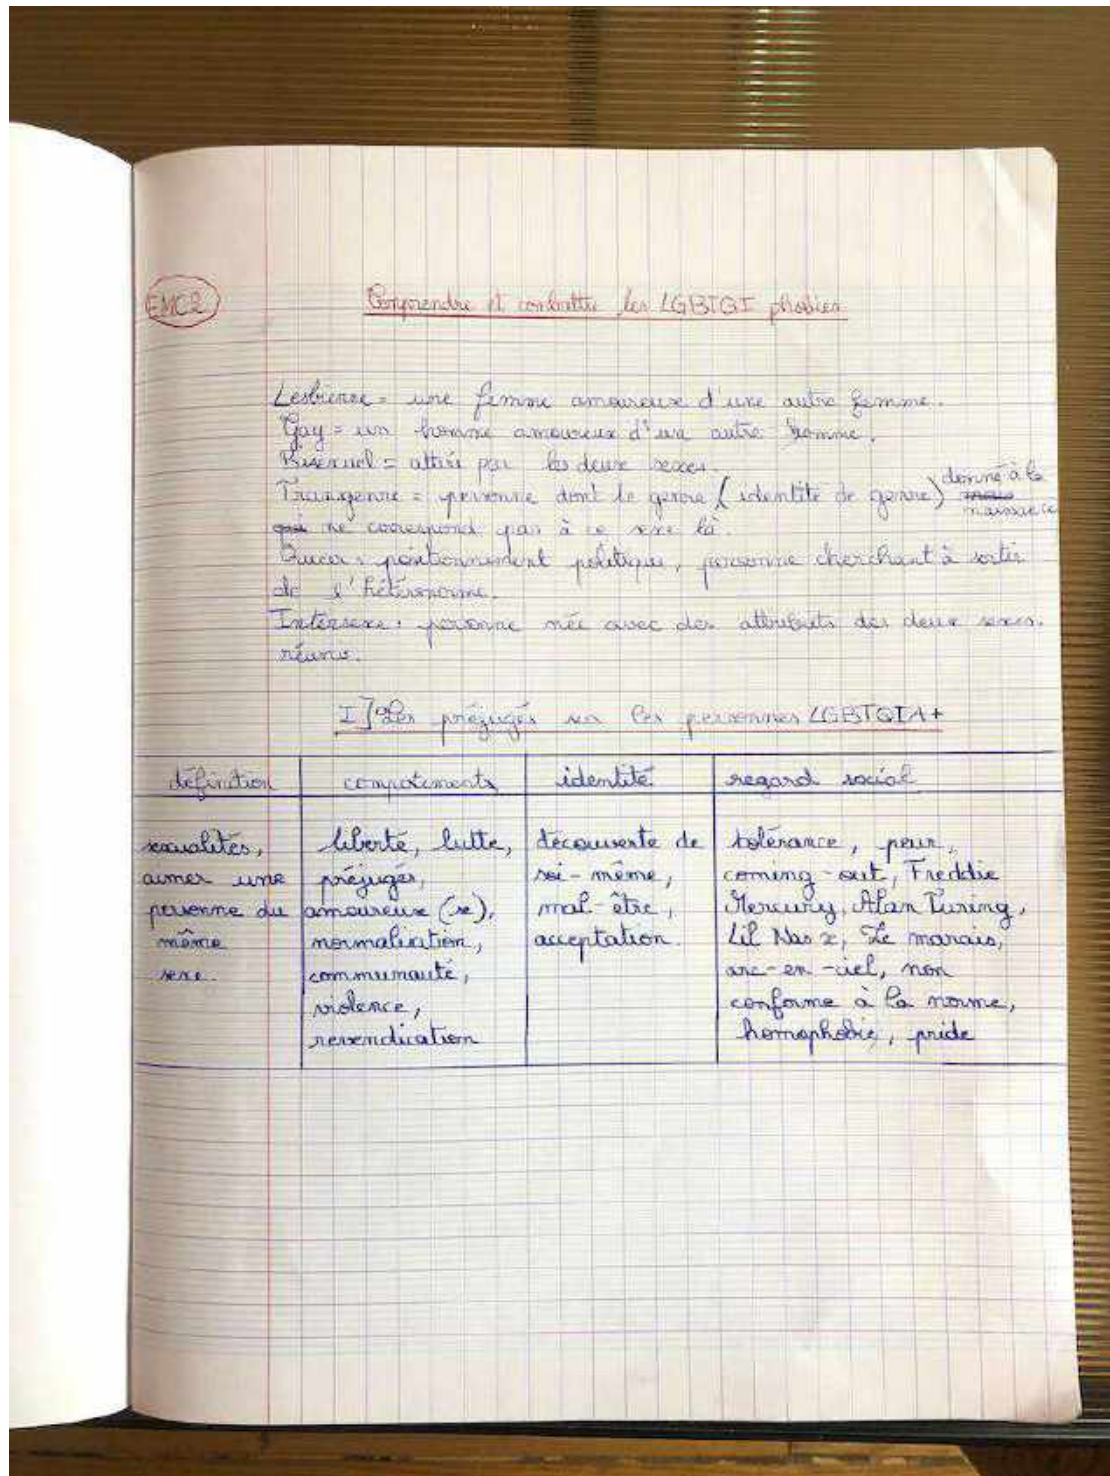 EMC2
Comprendre et combattre les LGBTQI phobies
Lesbienne = une femme amoureux d'une autre femme.
Gay = un homme amoureux d'un autre homme.
Bisexuel = attiré par les deux sexes.
Transgenre = personne dont le genre (identité de genre) donné à la naissance
ne correspond pas à ce sexe là.
Queer = positionnement politique, personne cherchant à sortir
de l'hétéronorme.
Intersexe = personne née avec des attributs des deux sexes
réunis.
I] Les préjugés sur les personnes LGBTQIA+
définition comportements identité regard social
sexualités, liberté, lutte, découverte de tolérance, peur,
aimer une préjugés, soi-même, coming-out, Freddie
personne du amoureux (se), mal-être, Mercury, Alan Turing,
même normalisation, acceptation. Lil Nas x, Le marais,
sexe. communauté, arc-en-ciel, non
violence, conforme à la norme,
revendication homophobie, pride